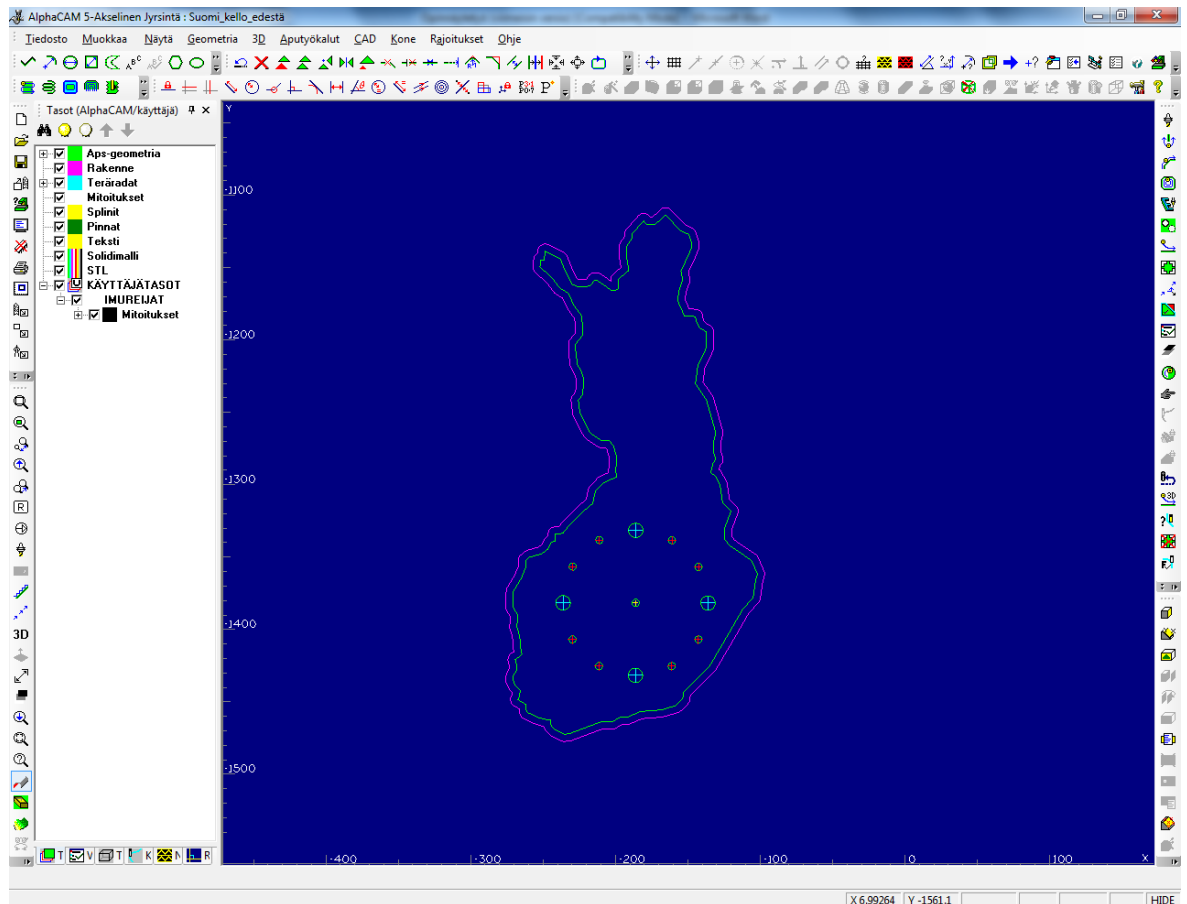 AlphaCAM 5-Akselinen Jyrsintä : Suomi_kello_edestä
Tiedosto Muokkaa Näytä Geometria 3D Aputyökalut CAD Kone Rajoitukset Ohje
Tasot (AlphaCAM/käyttäjä)
Aps-geometria
Rakenne
Teräradat
Mitoitukset
Splinit
Pinnat
Teksti
Solidimalli
STL
KÄYTTÄJÄTASOT
IMUREIJAT
Mitoitukset
Y
-1100
-1200
-1300
-1400
-1500
-400 -300 -200 -100 0 100 X
R
3D
T V T K N R
X 6.99264 Y -1561.1 HIDE